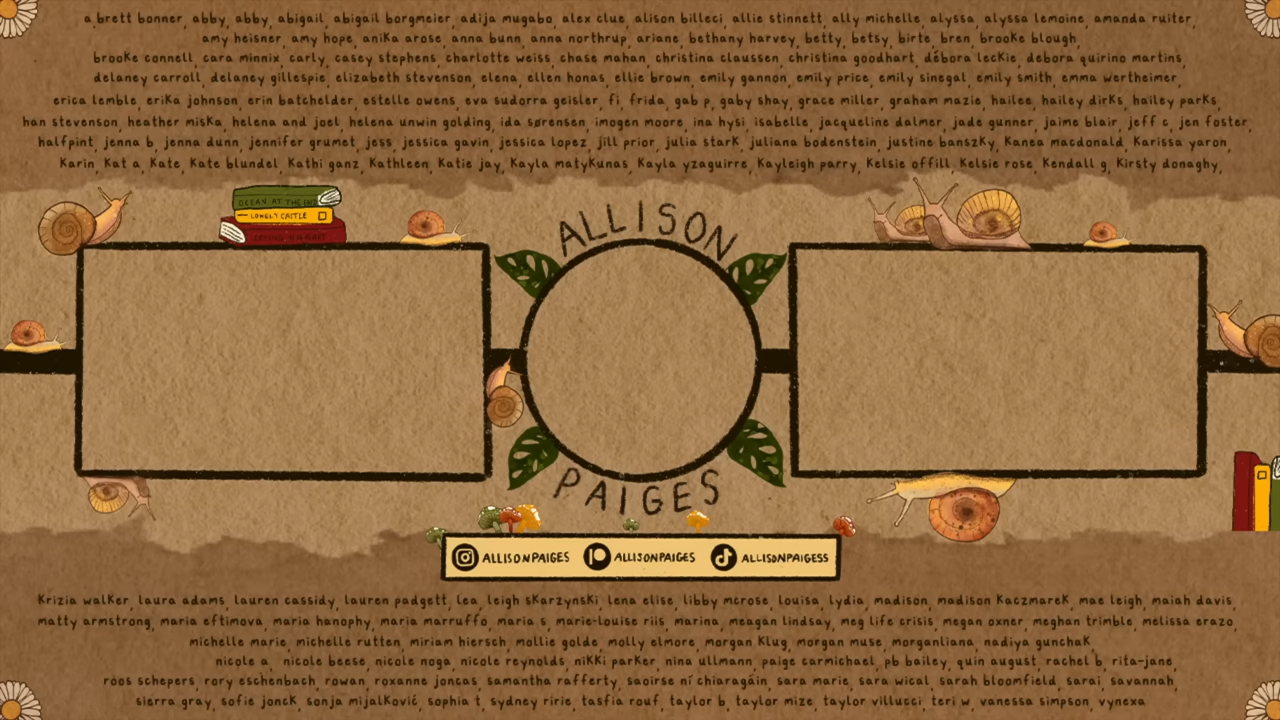 a.brett bonner, abby, abby, abigail, abigail borgmeier, adija mugabo, alex clue, alison billeci, allie stinnett, ally michelle, alyssa, alyssa lemoine, amanda ruiter,
amy heisner, amy hope, anika arose, anna bunn, anna northrup, ariane, bethany harvey, betty, betsy, birte, bren, brooke blough,
brooke connell, cara minnix, carly, casey stephens, charlotte weiss, chase mahan, christina claussen, christina goodhart, débora leckie, debora quirino martins,
delaney carroll, delaney gillespie, elizabeth stevenson, elena, ellen honas, ellie brown, emily gannon, emily price, emily sinegal, emily smith, emma wertheimer,
erica lemble, erika johnson, erin batchelder, estelle owens, eva sudorra geisler, fi, frida, gab p, gaby shay, grace miller, graham mazie, hailee, hailey dirks, hailey parks,
han stevenson, heather miska, helena and joel, helena unwin golding, ida sørensen, imogen moore, ina hysi, isabelle, jacqueline dalmer, jade gunner, jaime blair, jeff c, jen foster,
halfpint, jenna b, jenna dunn, jennifer grumet, jess, jessica gavin, jessica lopez, jill prior, julia stark, juliana bodenstein, justine banszky, kanea macdonald, karissa yaron,
karin, kat a, kate, kate blundel, kathi ganz, kathleen, katie jay, kayla matykunas, kayla yzaguirre, kayleigh parry, kelsie offill, kelsie rose, kendall g, kirsty donaghy,
OCEAN AT THE END
LONELY CASTLE
CRYING IN H MART
ALLISON
PAIGES
ALLISONPAIGES ALLISONPAIGES ALLISONPAIGESS
krizia walker, laura adams, lauren cassidy, lauren padgett, lea, leigh skarzynski, lena elise, libby mcrose, louisa, lydia, madison, madison kaczmarek, mae leigh, maiah davis,
matty armstrong, maria eftimova, maria hanophy, maria marruffo, maria s, marie-louise riis, marina, meagan lindsay, meg life crisis, megan oxner, meghan trimble, melissa erazo,
michelle marie, michelle rutten, miriam hiersch, mollie golde, molly elmore, morgan klug, morgan muse, morganliana, nadiya gunchak,
nicole a, nicole beese, nicole noga, nicole reynolds, nikki parker, nina ullmann, paige carmichael, pb bailey, quin august, rachel b, rita-jane,
roos schepers, rory eschenbach, rowan, roxanne joncas, samantha rafferty, saoirse ní chiaragáin, sara marie, sara wical, sarah bloomfield, sarai, savannah,
sierra gray, sofie jonck, sonja mijalković, sophia t, sydney ririe, tasfia rouf, taylor b, taylor mize, taylor villucci, teri w, vanessa simpson, vynexa